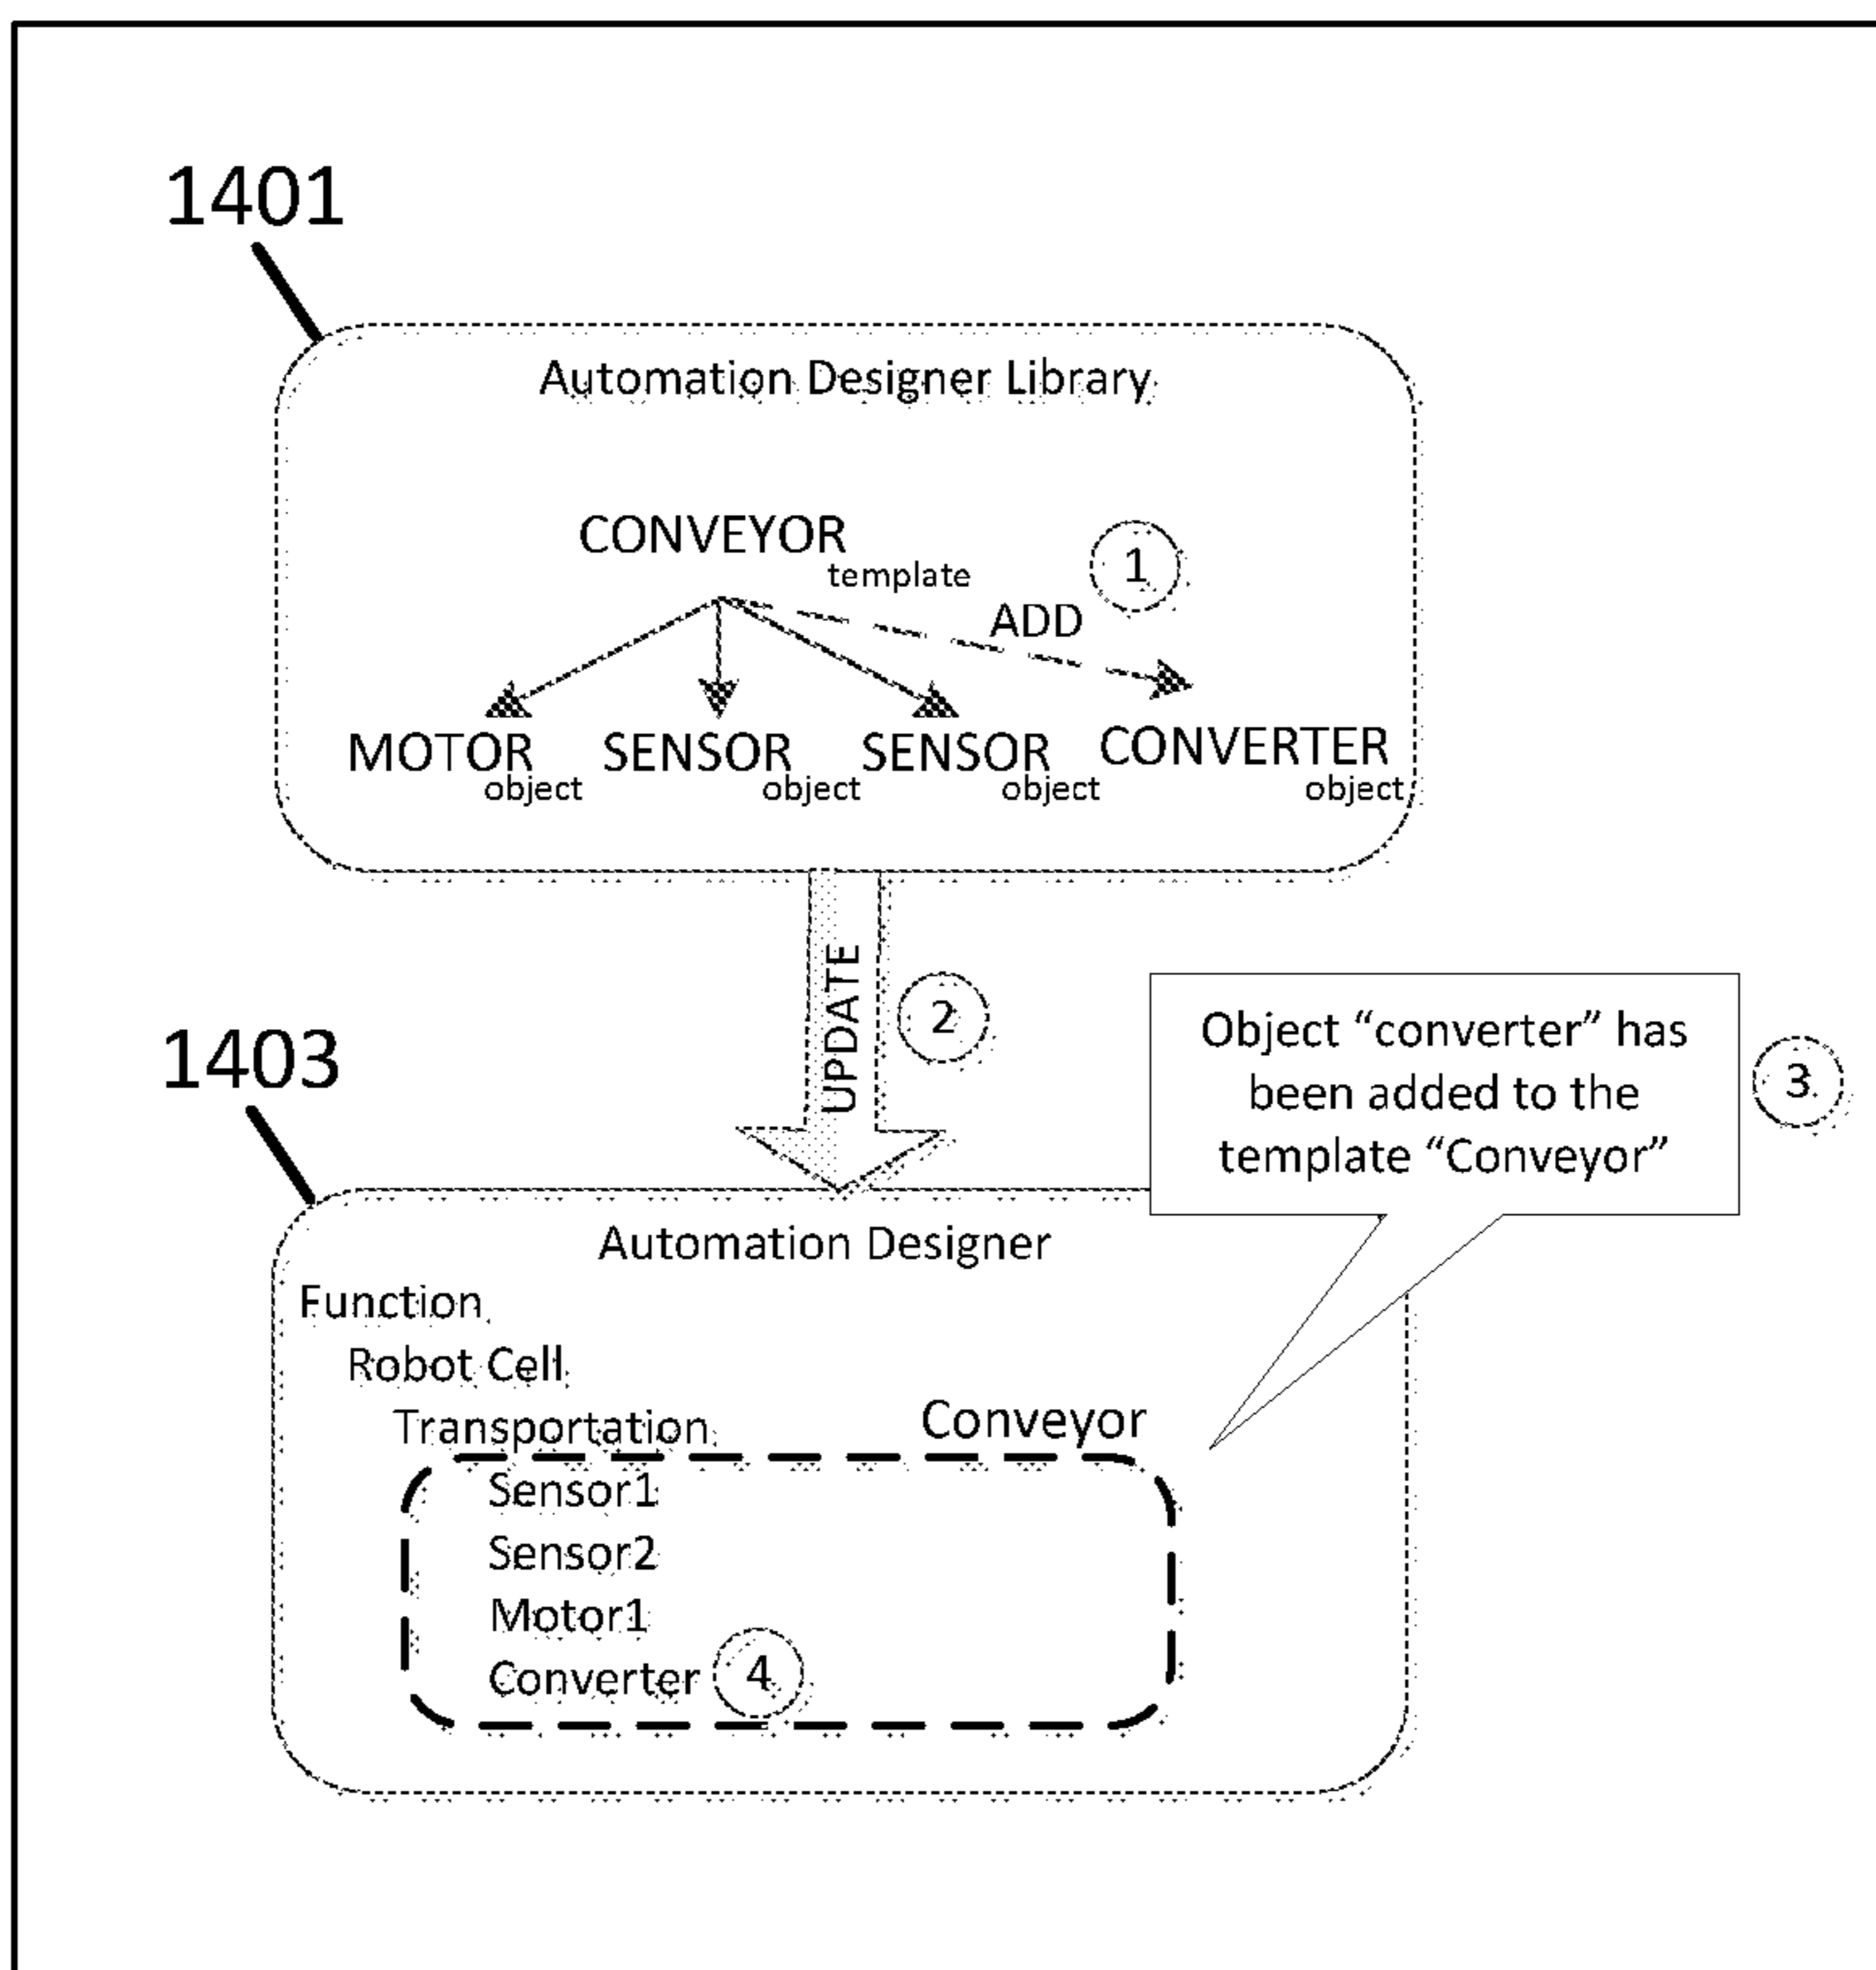 1401
Automation Designer Library
CONVEYOR
template
1
ADD
MOTOR SENSOR SENSOR CONVERTER
object object object object
UPDATE
2
Object “converter” has
been added to the
template “Conveyor”
3
1403
Automation Designer
Function
Robot Cell
Transportation Conveyor
Sensor1
Sensor2
Motor1
Converter 4